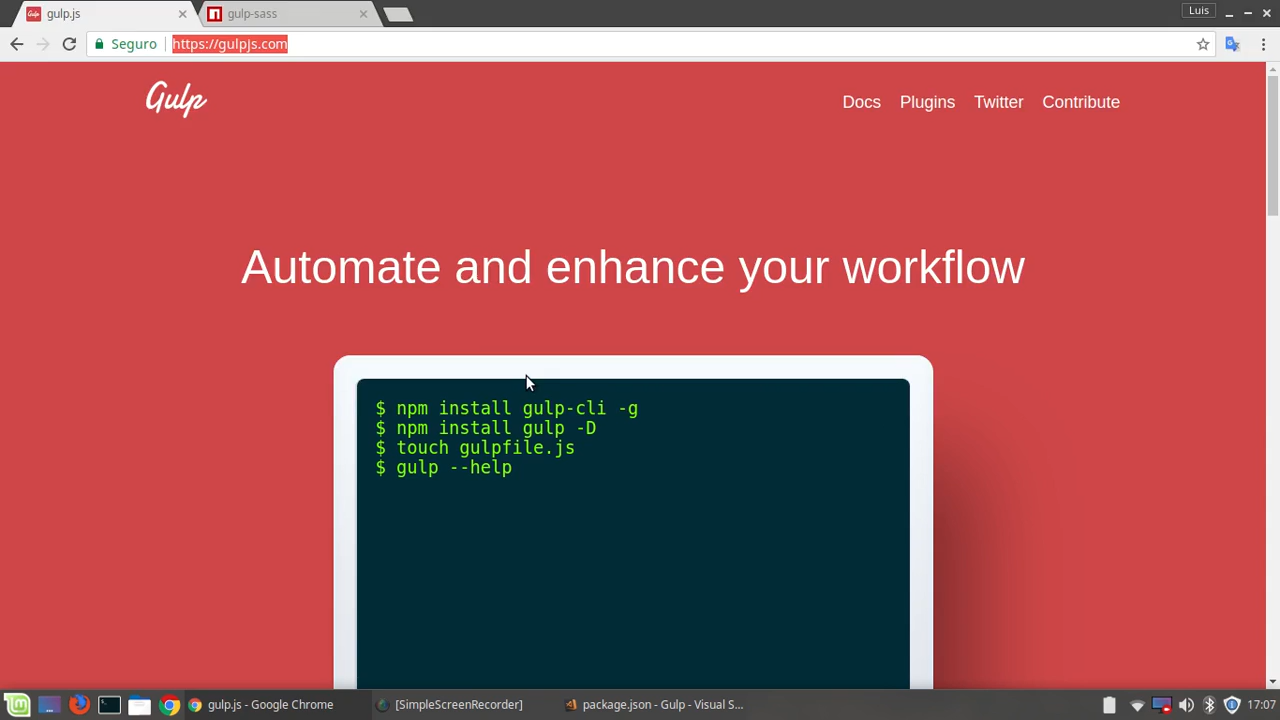 gulp.js
gulp-sass
Luis
Seguro
https://gulpjs.com
Gulp
Docs Plugins Twitter Contribute
Automate and enhance your workflow
$ npm install gulp-cli -g
$ npm install gulp -D
$ touch gulpfile.js
$ gulp --help
gulp.js - Google Chrome
[SimpleScreenRecorder]
package.json - Gulp - Visual S...
17:07